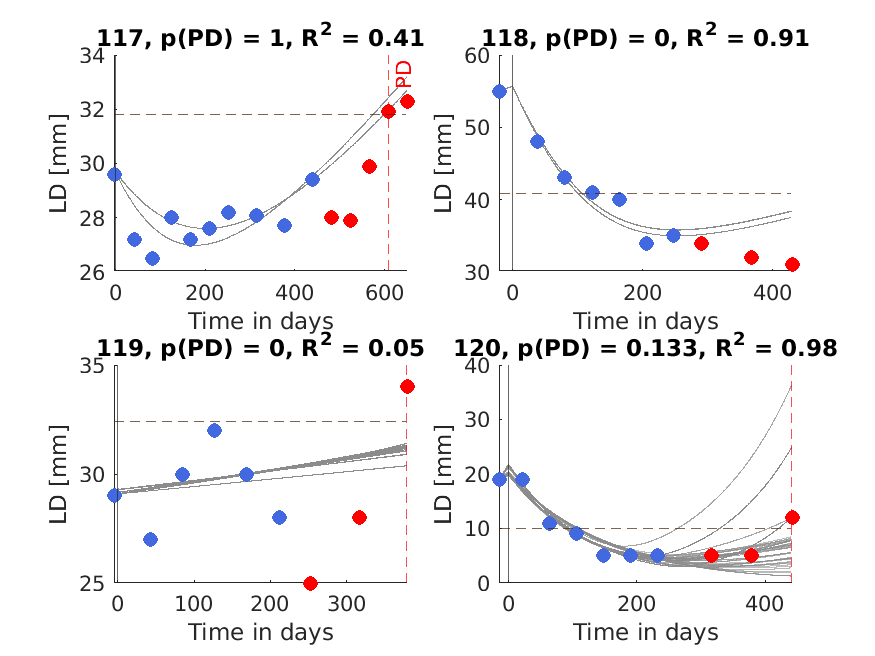 117, p(PD) = 1, R² = 0.41
34
32
30
28
26
LD [mm]
PD
0
200
400
600
Time in days
118, p(PD) = 0, R² = 0.91
60
50
40
30
LD [mm]
0
200
400
Time in days
119, p(PD) = 0, R² = 0.05
35
30
25
LD [mm]
0
100
200
300
Time in days
120, p(PD) = 0.133, R² = 0.98
40
30
20
10
0
LD [mm]
0
200
400
Time in days